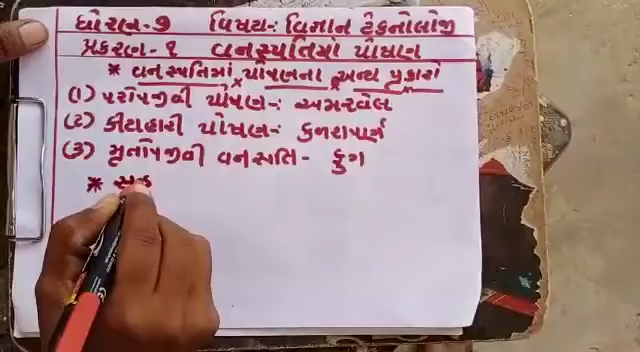 ધોરણ-૭ વિષય:- વિજ્ઞાન ટેકનોલોજી
પ્રકરણ-૧ વનસ્પતિમાં પોષણ
* વનસ્પતિમાં પોષણના અન્ય પ્રકારો
(૧) પરોપજીવી પોષણ-: અમરવેલ
(૨) કીટાહારી પોષણ-: કળશપર્ણ
(૩) મૃતોપજીવી વનસ્પતિ- ફુગ
* સહ